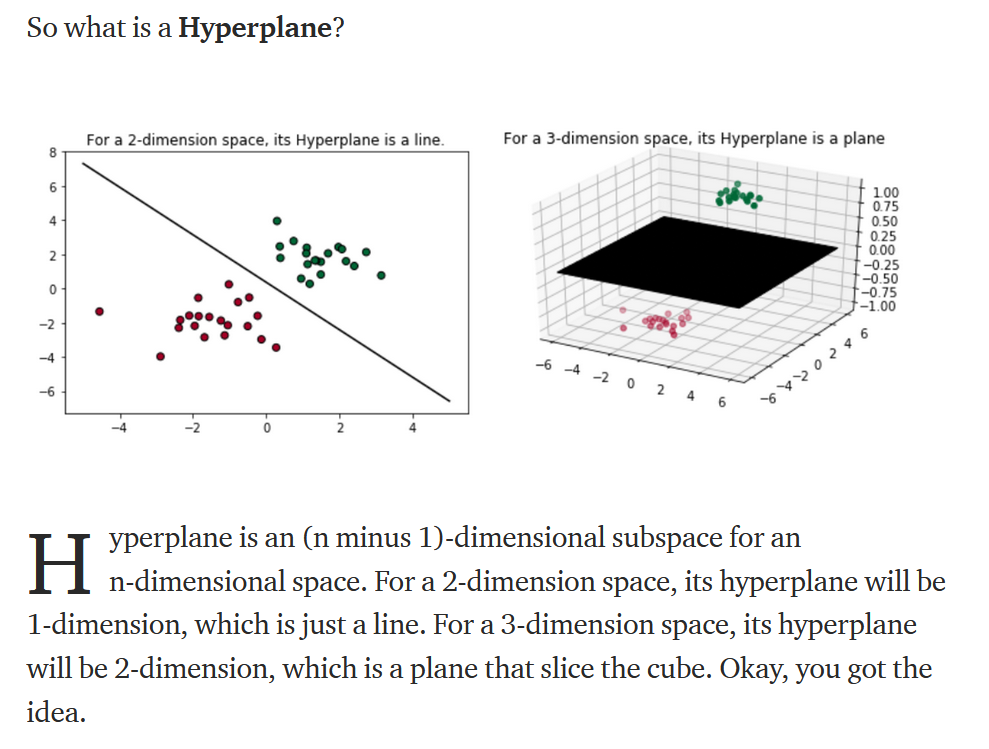 So what is a Hyperplane?
For a 2-dimension space, its Hyperplane is a line.
8
6
4
2
0
−2
−4
−6
−4 −2 0 2 4
For a 3-dimension space, its Hyperplane is a plane
1.00
0.75
0.50
0.25
0.00
−0.25
−0.50
−0.75
−1.00
−6 −4 −2 0 2 4 6
−6 −4 −2 0 2 4 6
Hyperplane is an (n minus 1)-dimensional subspace for an
n-dimensional space. For a 2-dimension space, its hyperplane will be
1-dimension, which is just a line. For a 3-dimension space, its hyperplane
will be 2-dimension, which is a plane that slice the cube. Okay, you got the
idea.